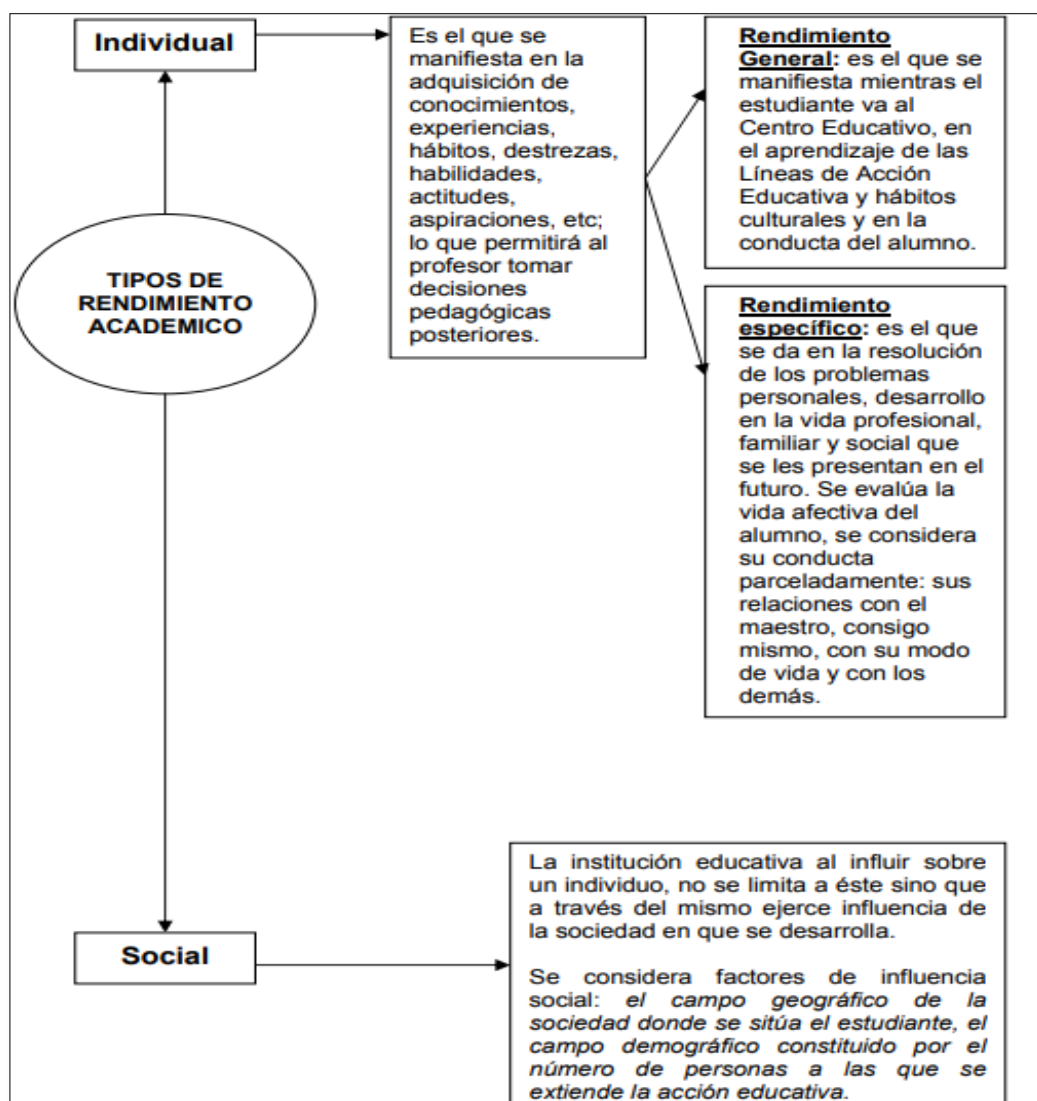 Individual
Es el que se
manifiesta en la
adquisición de
conocimientos,
experiencias,
hábitos, destrezas,
habilidades,
actitudes,
aspiraciones, etc;
lo que permitirá al
profesor tomar
decisiones
pedagógicas
posteriores.
Rendimiento
General: es el que se
manifiesta mientras el
estudiante va al
Centro Educativo, en
el aprendizaje de las
Líneas de Acción
Educativa y hábitos
culturales y en la
conducta del alumno.
TIPOS DE
RENDIMIENTO
ACADEMICO
Rendimiento
específico: es el que
se da en la resolución
de los problemas
personales, desarrollo
en la vida profesional,
familiar y social que
se les presentan en el
futuro. Se evalúa la
vida afectiva del
alumno, se considera
su conducta
parceladamente: sus
relaciones con el
maestro, consigo
mismo, con su modo
de vida y con los
demás.
Social
La institución educativa al influir sobre
un individuo, no se limita a éste sino que
a través del mismo ejerce influencia de
la sociedad en que se desarrolla.
Se considera factores de influencia
social: el campo geográfico de la
sociedad donde se sitúa el estudiante, el
campo demográfico constituido por el
número de personas a las que se
extiende la acción educativa.